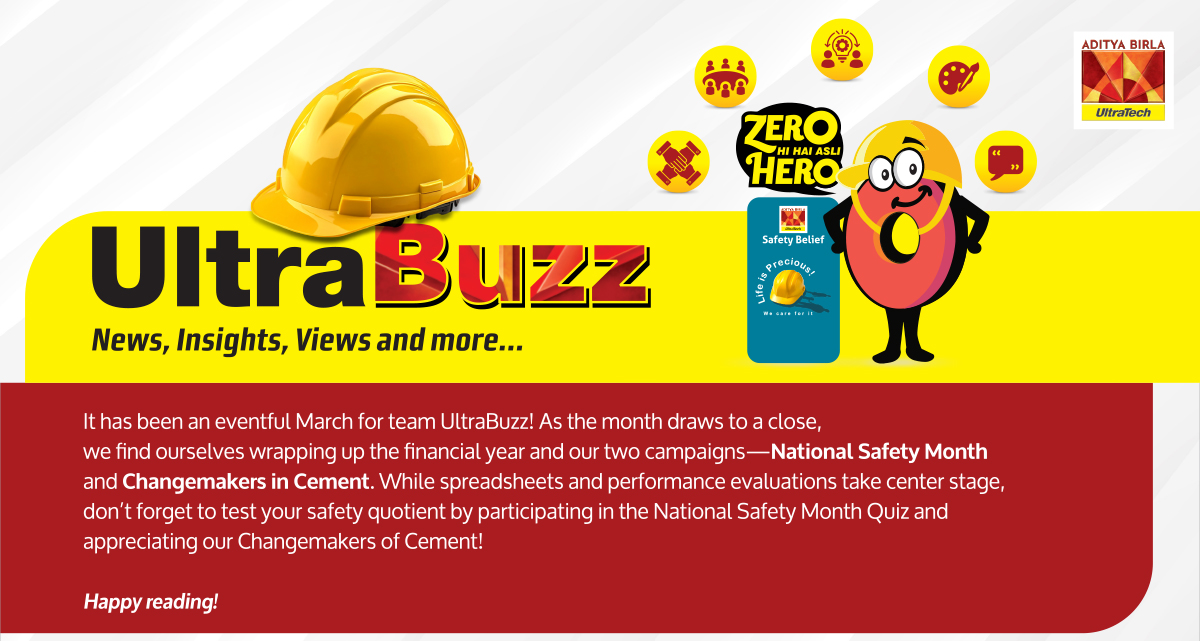 ADITYA BIRLA
UltraTech
ZERO
HI HAI ASLI
HERO
ADITYA BIRLA
UltraTech
Safety Belief
Life is Precious!
We care for it
UltraBuzz
News, Insights, Views and more...
It has been an eventful March for team UltraBuzz! As the month draws to a close,
we find ourselves wrapping up the financial year and our two campaigns—National Safety Month
and Changemakers in Cement. While spreadsheets and performance evaluations take center stage,
don’t forget to test your safety quotient by participating in the National Safety Month Quiz and
appreciating our Changemakers of Cement!
Happy reading!